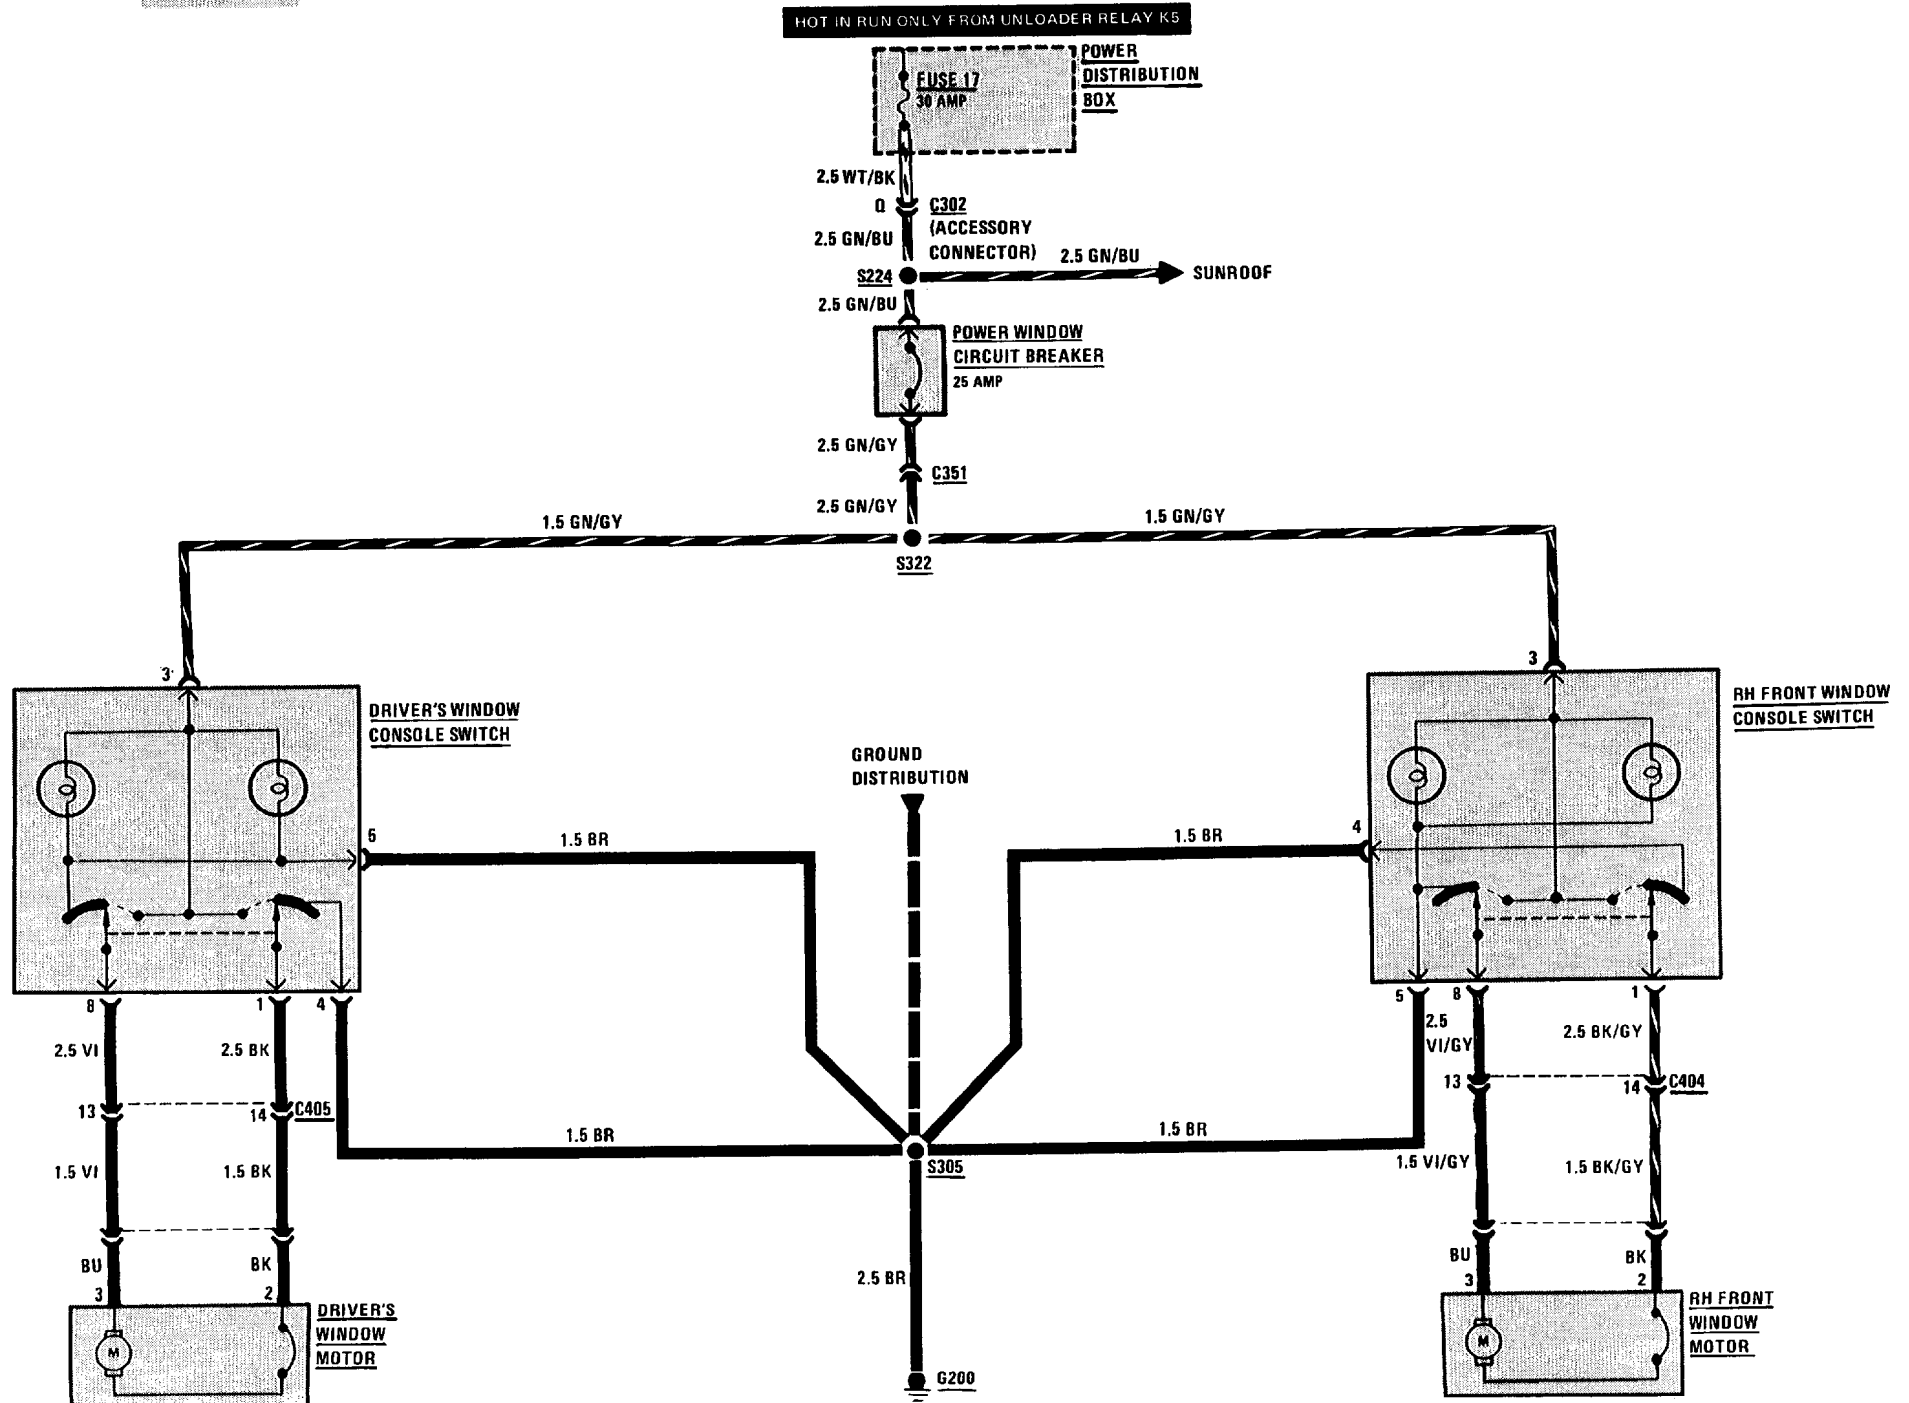 HOT IN RUN ONLY FROM UNLOADER RELAY K5
POWER
DISTRIBUTION
BOX
FUSE 17
30 AMP
2.5 WT/BK
Q
C302
(ACCESSORY
CONNECTOR)
2.5 GN/BU
2.5 GN/BU
S224
SUNROOF
2.5 GN/BU
POWER WINDOW
CIRCUIT BREAKER
25 AMP
2.5 GN/GY
C351
2.5 GN/GY
1.5 GN/GY
1.5 GN/GY
S322
3
3
DRIVER'S WINDOW
CONSOLE SWITCH
RH FRONT WINDOW
CONSOLE SWITCH
GROUND
DISTRIBUTION
1.5 BR
1.5 BR
4
8
1
4
5
8
1
2.5 VI
2.5 BK
2.5
VI/GY
2.5 BK/GY
13
14
C405
13
14
C404
1.5 BR
1.5 BR
S305
1.5 VI
1.5 BK
1.5 VI/GY
1.5 BK/GY
BU
BK
2.5 BR
BU
BK
3
2
3
2
DRIVER'S
WINDOW
MOTOR
M
RH FRONT
WINDOW
MOTOR
M
G200